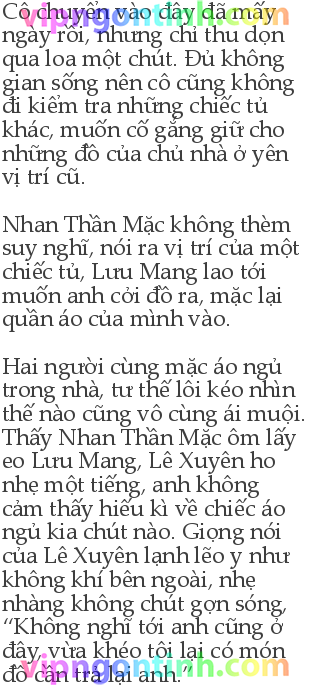 Cô chuyển vào đây đã mấy
vipngontinh.com
ngày rồi, nhưng chỉ thu dọn
qua loa một chút. Đủ không
gian sống nên cô cũng không
đi kiểm tra những chiếc tủ
khác, muốn cố gắng giữ cho
những đồ của chủ nhà ở yên
vị trí cũ.
Nhan Thần Mặc không thèm
suy nghĩ, nói ra vị trí của một
chiếc tủ, Lưu Mang lao tới
muốn anh cởi đồ ra, mặc lại
quần áo của mình vào.
Hai người cùng mặc áo ngủ
trong nhà, tư thế lôi kéo nhìn
thế nào cũng vô cùng ái muội.
Thấy Nhan Thần Mặc ôm lấy
eo Lưu Mang, Lê Xuyên ho
nhẹ một tiếng, anh không
cảm thấy hiếu kì về chiếc áo
ngủ kia chút nào. Giọng nói
của Lê Xuyên lạnh lẽo y như
không khí bên ngoài, nhẹ
nhàng không chút gợn sóng,
“Không nghĩ tới anh cũng ở
đây, vừa khéo tôi lại có món
vipngontinh.com
đồ cần trả lại anh.”